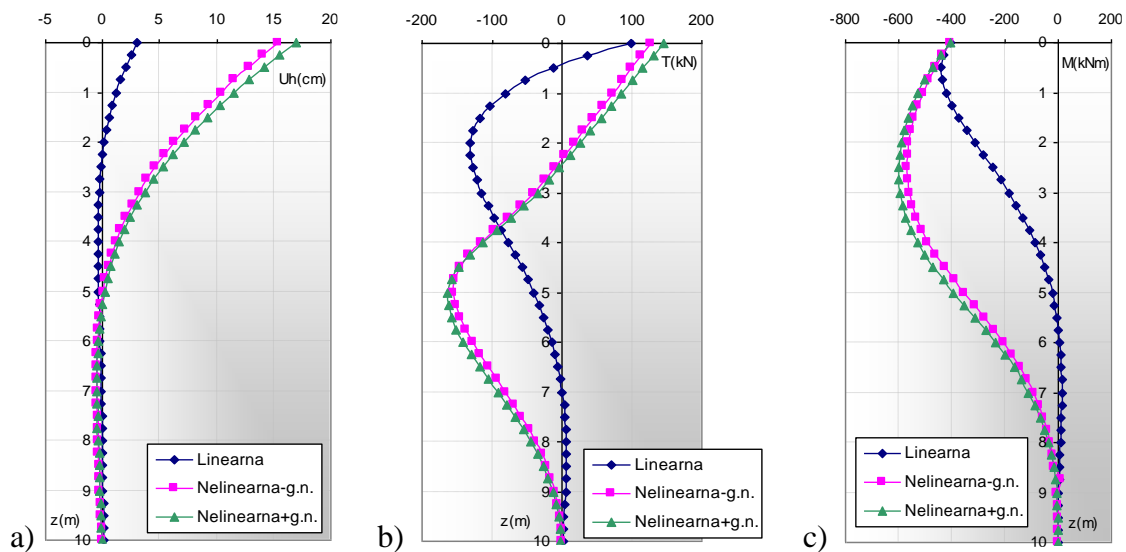 -5 0 5 10 15 20
Uh(cm)
0
1
2
3
4
5
6
7
8
9
10
z(m)
Linearna
Nelinearna-g.n.
Nelinearna+g.n.
a)
-200 -100 0 100 200
T(kN)
0
1
2
3
4
5
6
7
8
9
10
z(m)
Linearna
Nelinearna-g.n.
Nelinearna+g.n.
b)
-800 -600 -400 -200 0 200
M(kNm)
0
1
2
3
4
5
6
7
8
9
10
z(m)
Linearna
Nelinearna-g.n.
Nelinearna+g.n.
c)